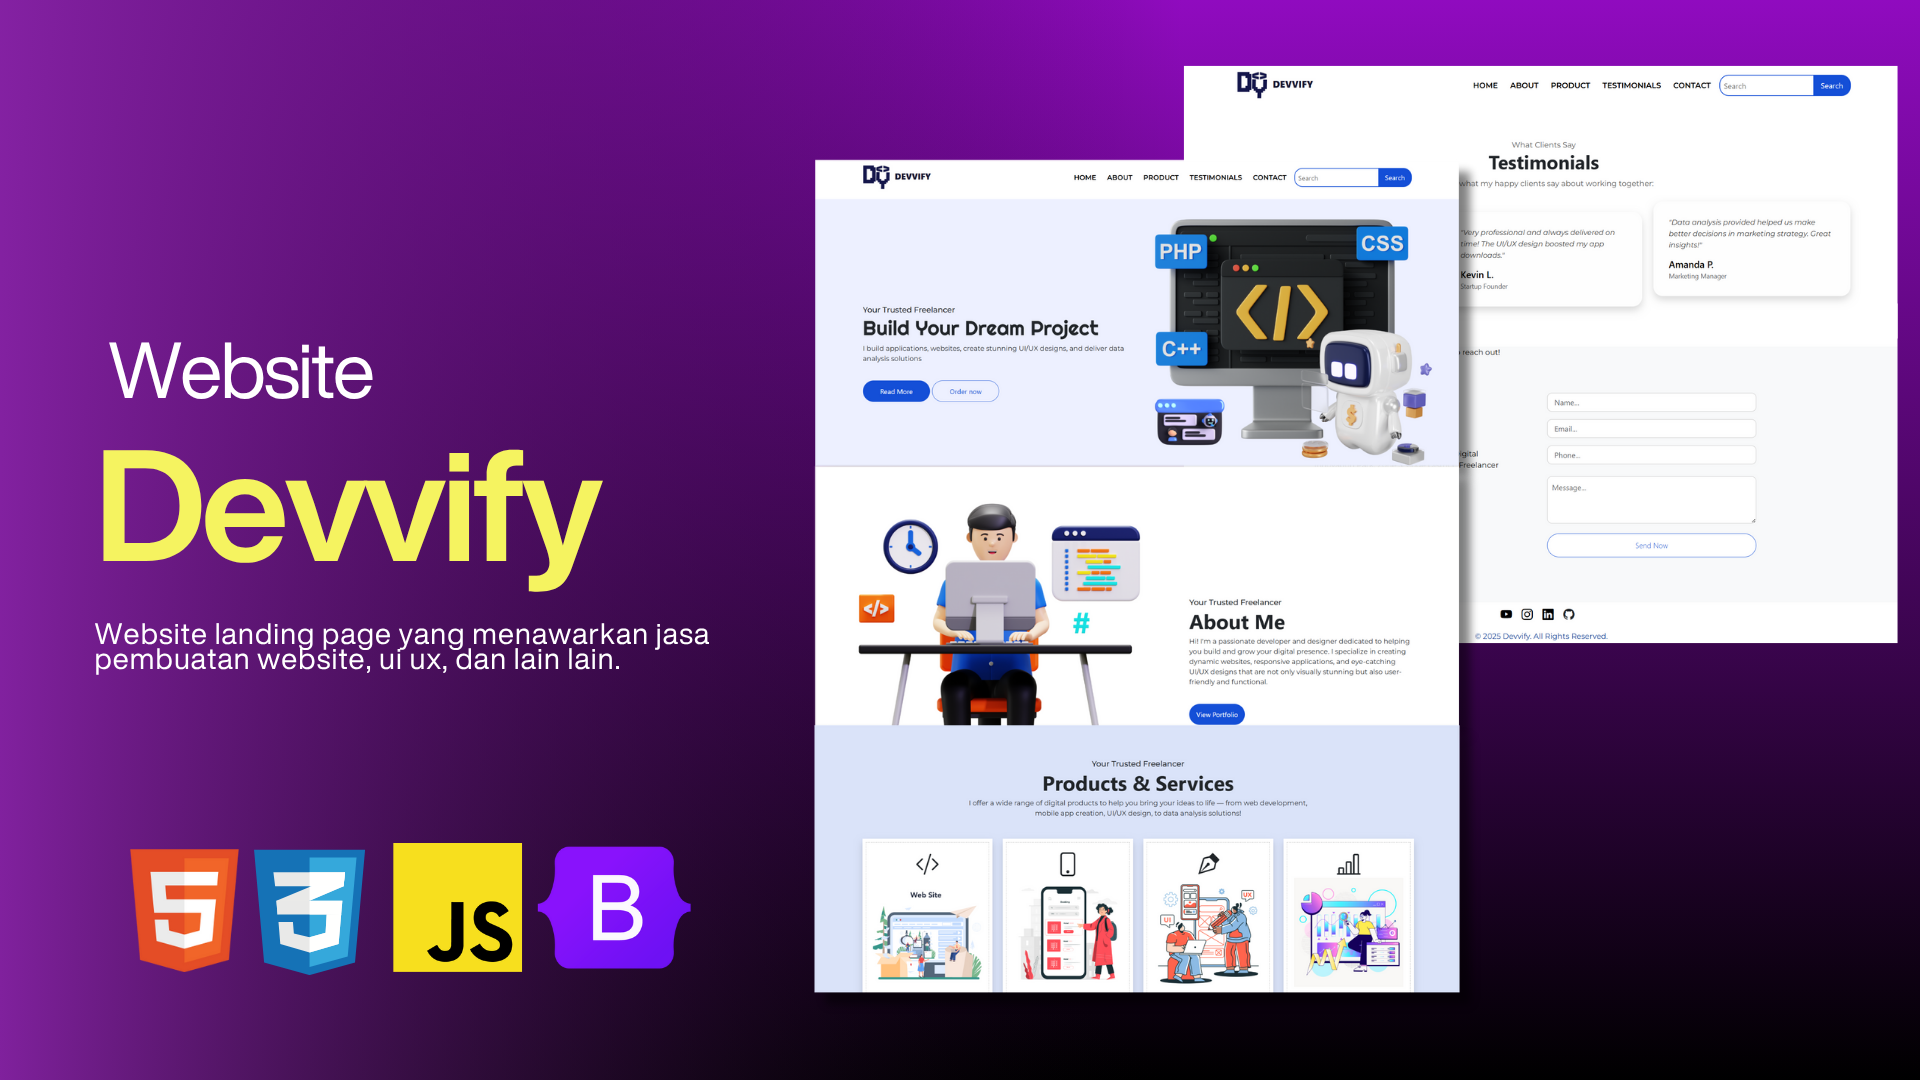 Website
Devvify
Website landing page yang menawarkan jasa
pembuatan website, ui ux, dan lain lain.
5
3
JS
B
DEVVIFY
HOME ABOUT PRODUCT TESTIMONIALS CONTACT Search Search
Your Trusted Freelancer
Build Your Dream Project
I build applications, websites, create stunning UI/UX designs, and deliver data
analysis solutions
Read More Order now
PHP
CSS
</>
C++
</>
#
Your Trusted Freelancer
About Me
Hi! I'm a passionate developer and designer dedicated to helping
you build and grow your digital presence. I specialize in creating
dynamic websites, responsive applications, and eye-catching
UI/UX designs that are not only visually stunning but also user-
friendly and functional.
View Portfolio
Your Trusted Freelancer
Products & Services
I offer a wide range of digital products to help you bring your ideas to life — from web development,
mobile app creation, UI/UX design, to data analysis solutions!
</>
Web Site
UI
UX
DEVVIFY
HOME ABOUT PRODUCT TESTIMONIALS CONTACT Search Search
What Clients Say
Testimonials
what my happy clients say about working together:
"Very professional and always delivered on
time! The UI/UX design boosted my app
downloads."
Kevin L.
Startup Founder
"Data analysis provided helped us make
better decisions in marketing strategy. Great
insights!"
Amanda P.
Marketing Manager
reach out!
Name...
Email...
Phone...
Message...
Send Now
igital
Freelancer
© 2025 Devvify. All Rights Reserved.